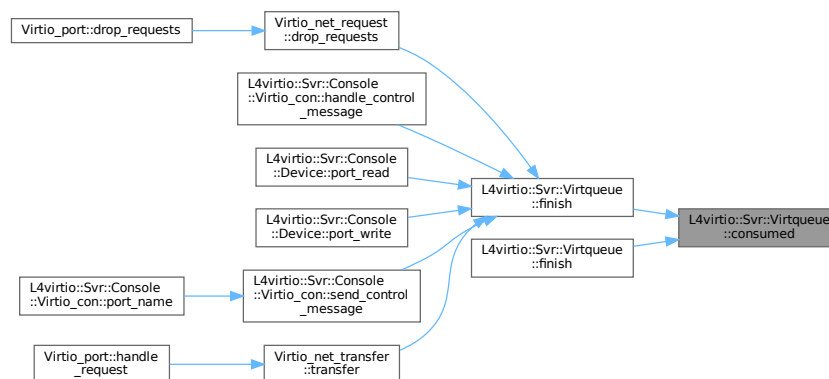 Virtio_port::drop_requests
Virtio_net_request
::drop_requests
L4virtio::Svr::Console
::Virtio_con::handle_control
_message
L4virtio::Svr::Console
::Device::port_read
L4virtio::Svr::Console
::Device::port_write
L4virtio::Svr::Console
::Virtio_con::port_name
L4virtio::Svr::Console
::Virtio_con::send_control
_message
Virtio_port::handle
_request
Virtio_net_transfer
::transfer
L4virtio::Svr::Virtqueue
::finish
L4virtio::Svr::Virtqueue
::finish
L4virtio::Svr::Virtqueue
::consumed